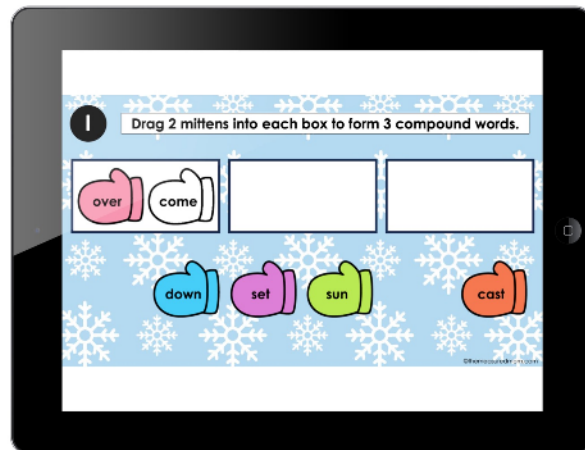 1
Drag 2 mittens into each box to form 3 compound words.
over come
down set sun cast